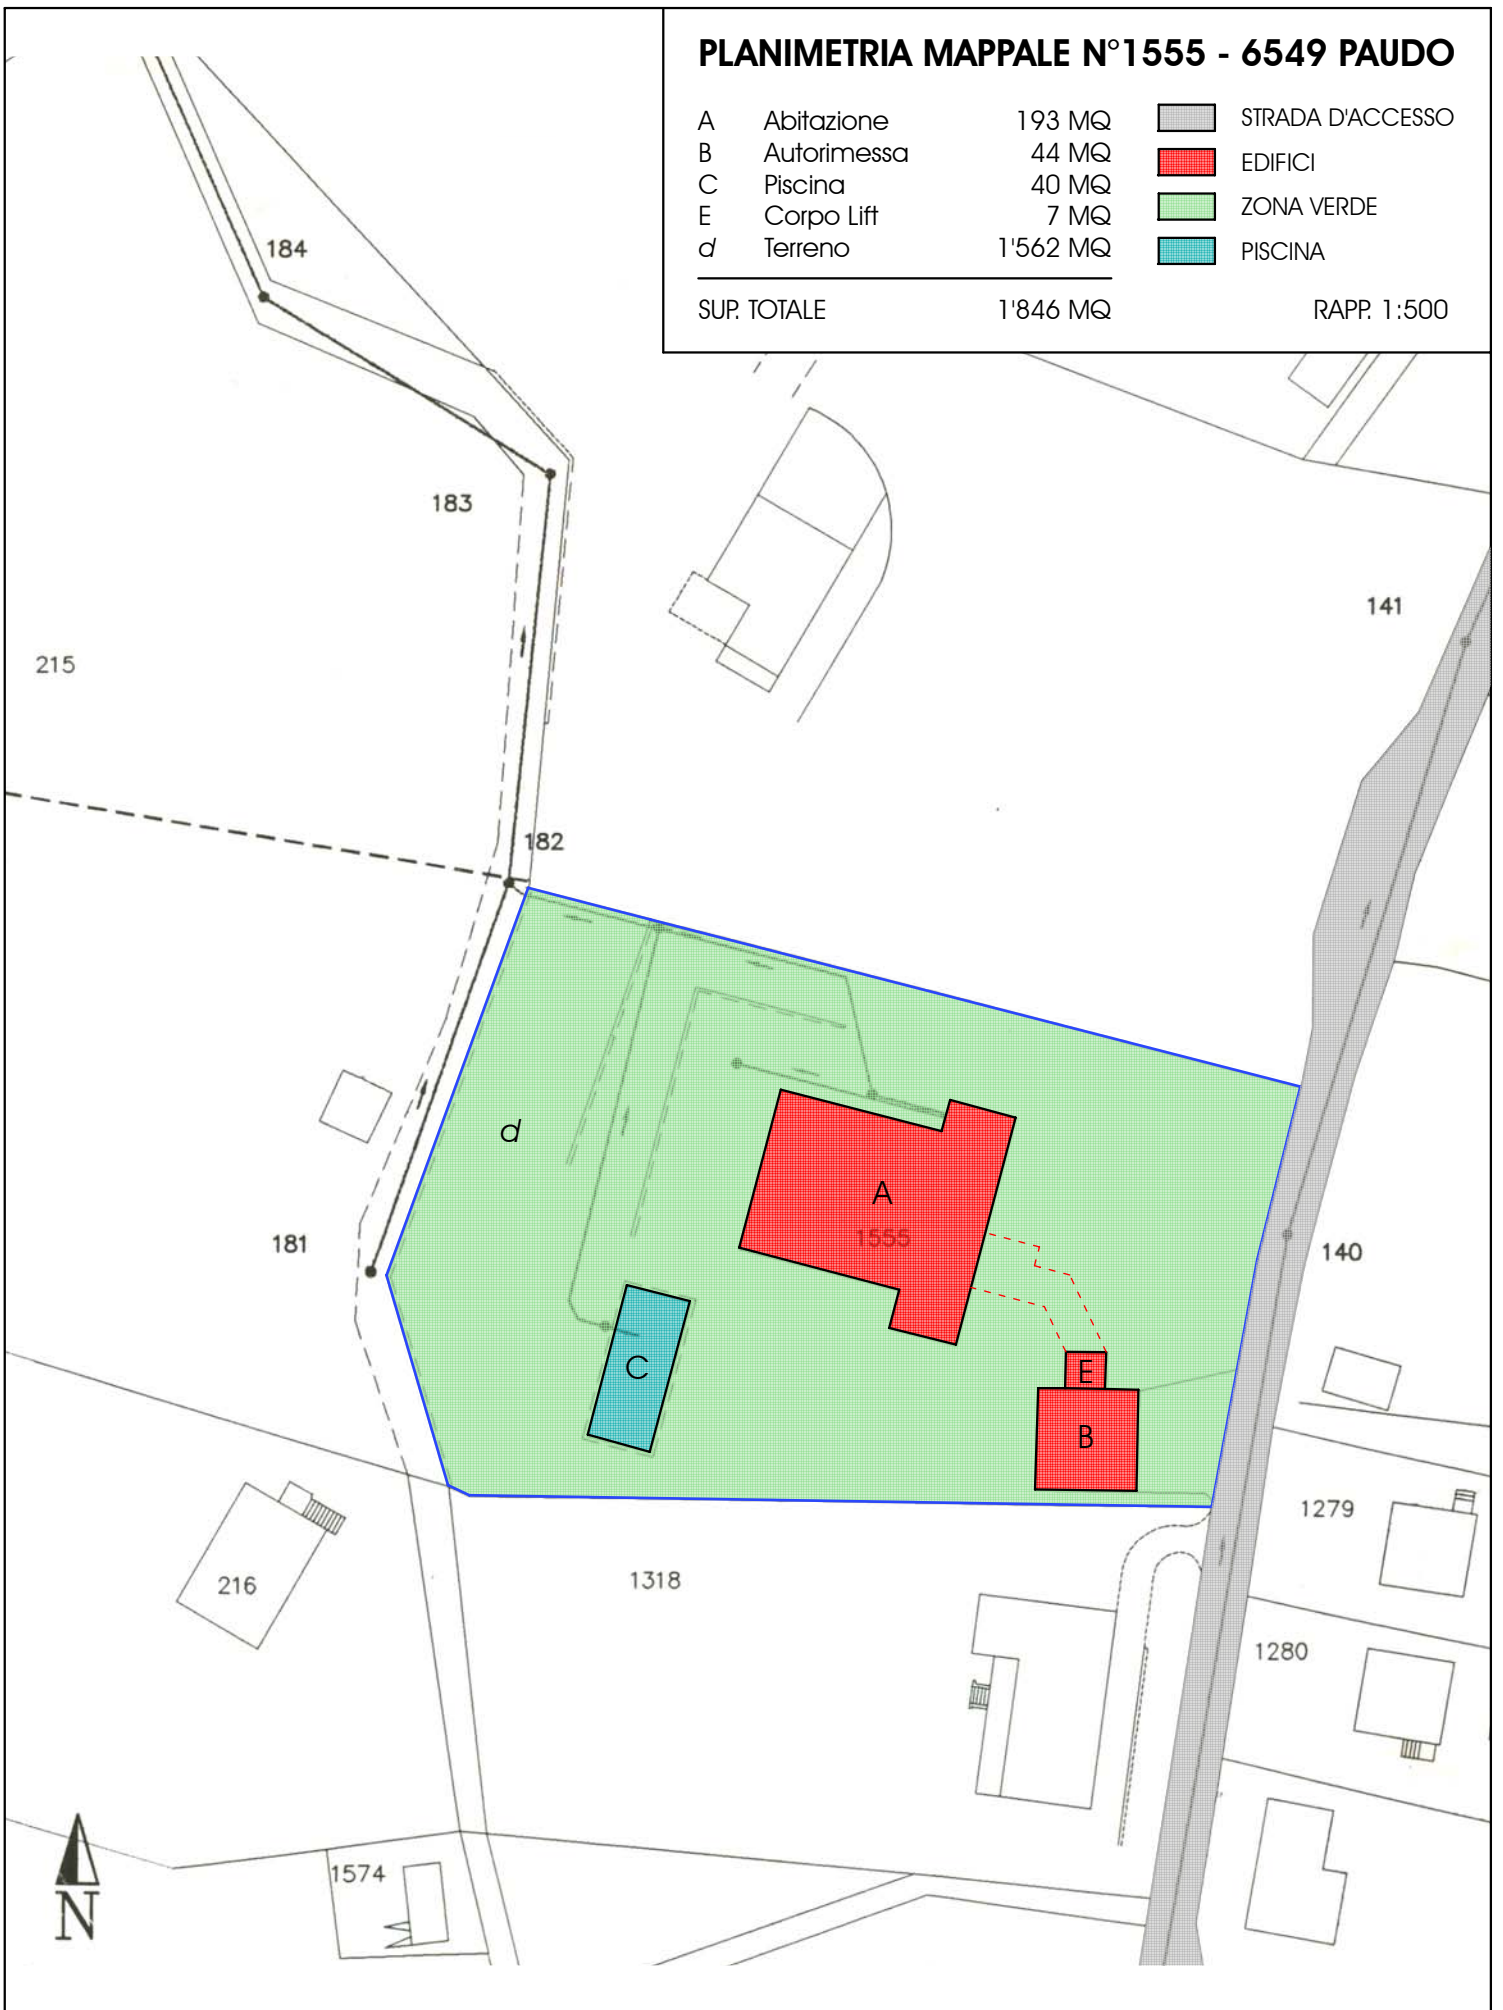 PLANIMETRIA MAPPALE N°1555 - 6549 PAUDO
A Abitazione 193 MQ
B Autorimessa 44 MQ
C Piscina 40 MQ
E Corpo Lift 7 MQ
d Terreno 1'562 MQ
SUP. TOTALE 1'846 MQ
STRADA D'ACCESSO
EDIFICI
ZONA VERDE
PISCINA
RAPP. 1:500
184
183
141
215
182
d
A
1555
181
140
C
E
B
1279
216
1318
1280
1574
N